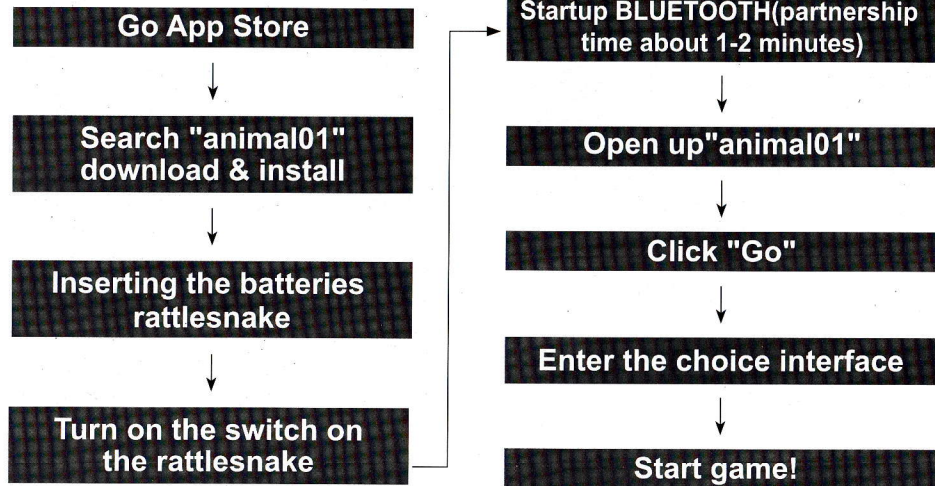 Go App Store
Search "animal01"
download & install
Inserting the batteries
rattlesnake
Turn on the switch on
the rattlesnake
Startup BLUETOOTH(partnership
time about 1-2 minutes)
Open up"animal01"
Click "Go"
Enter the choice interface
Start game!